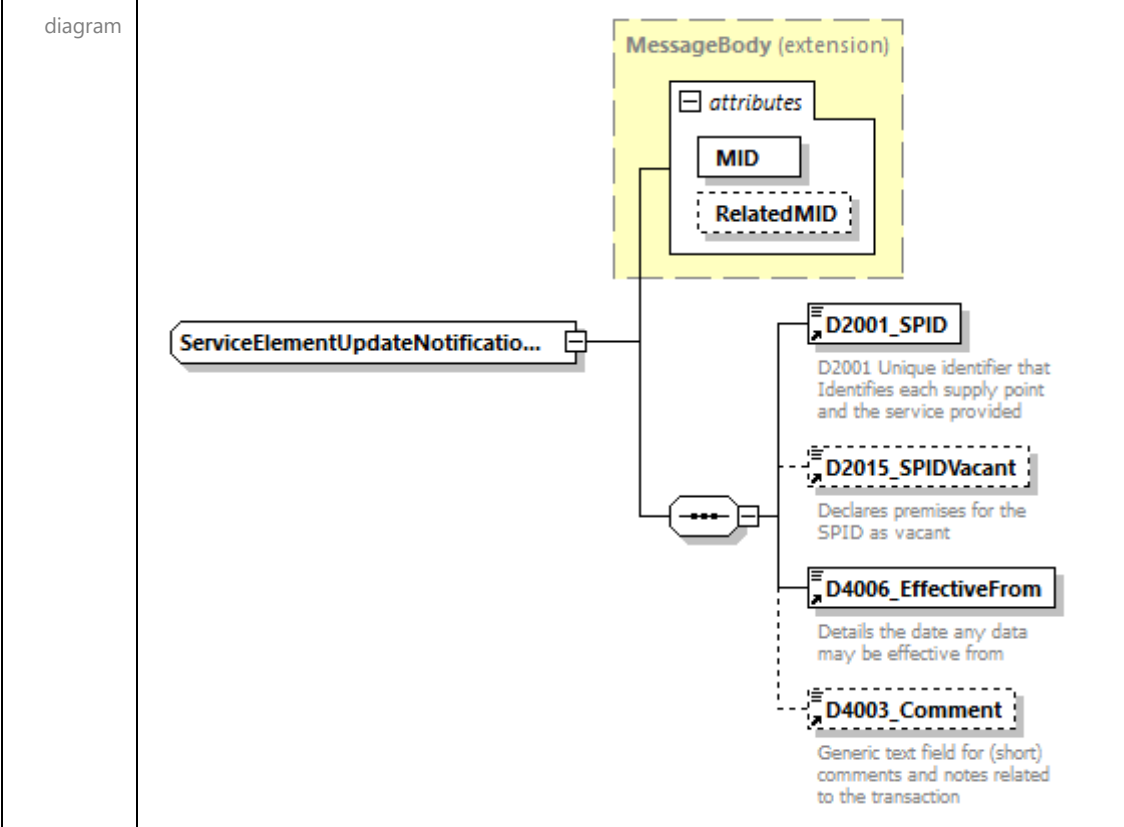 diagram
MessageBody (extension)
attributes
MID
RelatedMID
ServiceElementUpdateNotificatio...
D2001_SPID
D2001 Unique identifier that
Identifies each supply point
and the service provided
D2015_SPIDVacant
Declares premises for the
SPID as vacant
D4006_EffectiveFrom
Details the date any data
may be effective from
D4003_Comment
Generic text field for (short)
comments and notes related
to the transaction